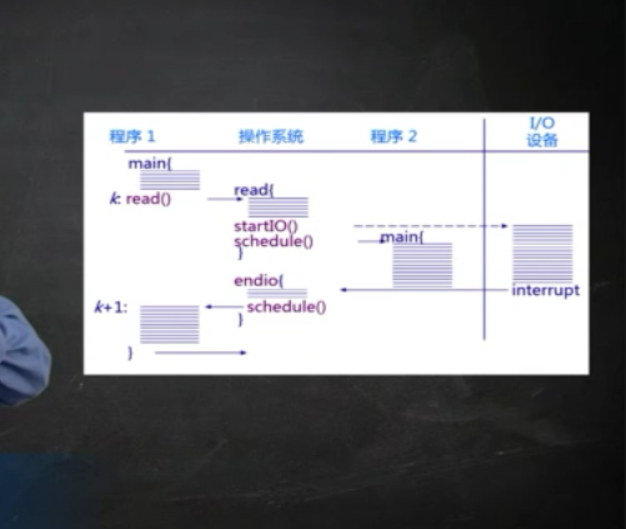 程序 1 操作系统 程序 2 I/O 设备
main{
k: read() read{
startIO()
schedule() main{
}
endio{
interrupt
k+1: schedule()
}
}